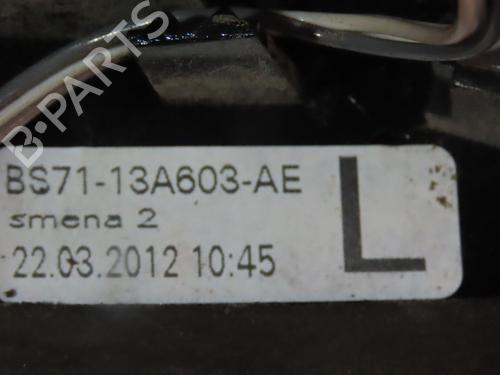 B-PARTS
BS71-13A603-AE
smena 2
22.03.2012 10:45
L